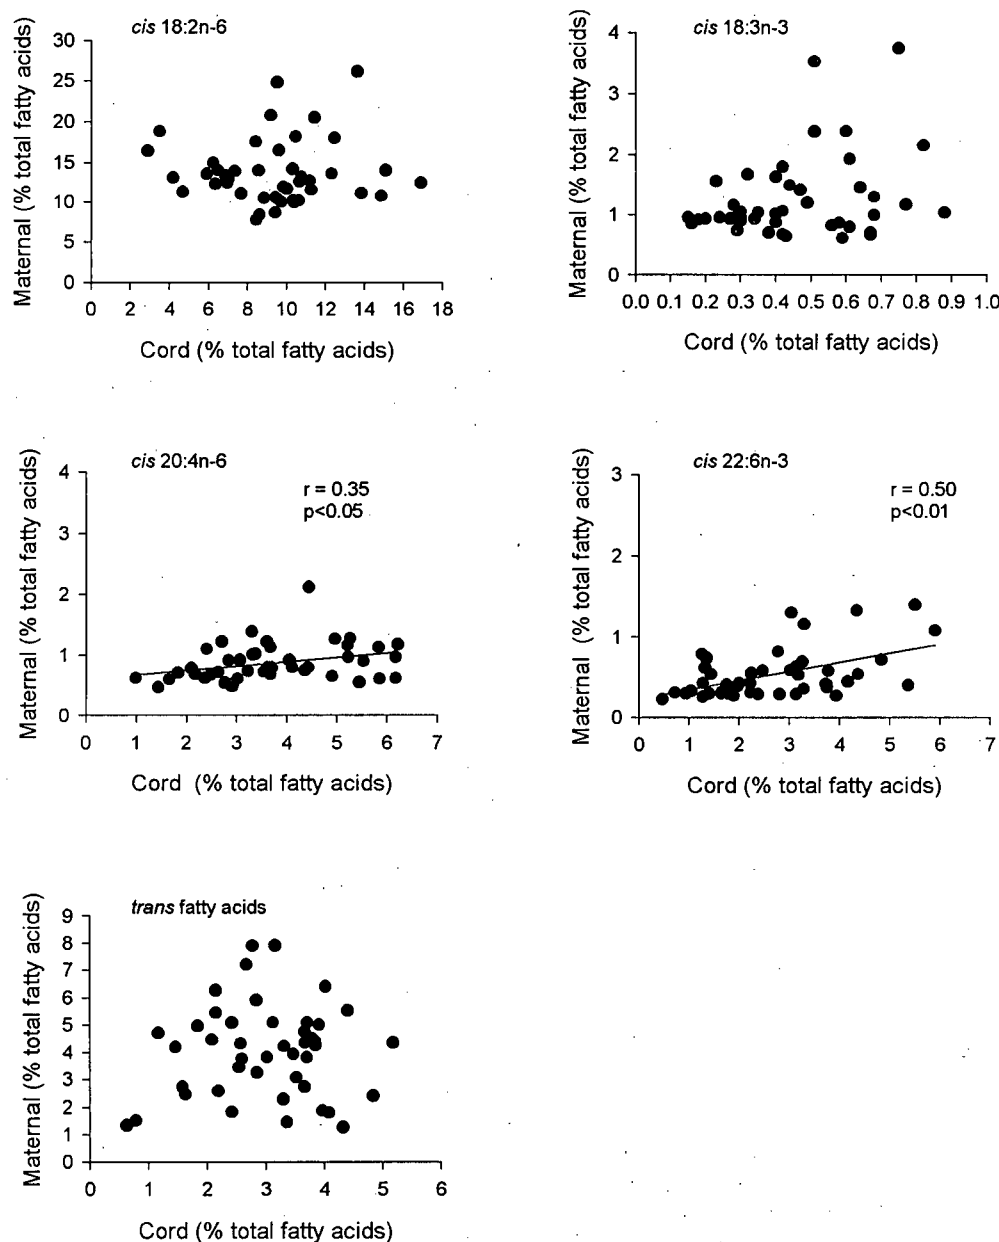 cis 18:2n-6
Maternal (% total fatty acids)
30
25
20
15
10
5
0
0 2 4 6 8 10 12 14 16 18
Cord (% total fatty acids)
cis 18:3n-3
Maternal (% total fatty acids)
4
3
2
1
0
0.0 0.1 0.2 0.3 0.4 0.5 0.6 0.7 0.8 0.9 1.0
Cord (% total fatty acids)
cis 20:4n-6
r = 0.35
p<0.05
Maternal (% total fatty acids)
4
3
2
1
0
0 1 2 3 4 5 6 7
Cord (% total fatty acids)
cis 22:6n-3
r = 0.50
p<0.01
Maternal (% total fatty acids)
3
2
1
0
0 1 2 3 4 5 6 7
Cord (% total fatty acids)
trans fatty acids
Maternal (% total fatty acids)
9
8
7
6
5
4
3
2
1
0
0 1 2 3 4 5 6
Cord (% total fatty acids)